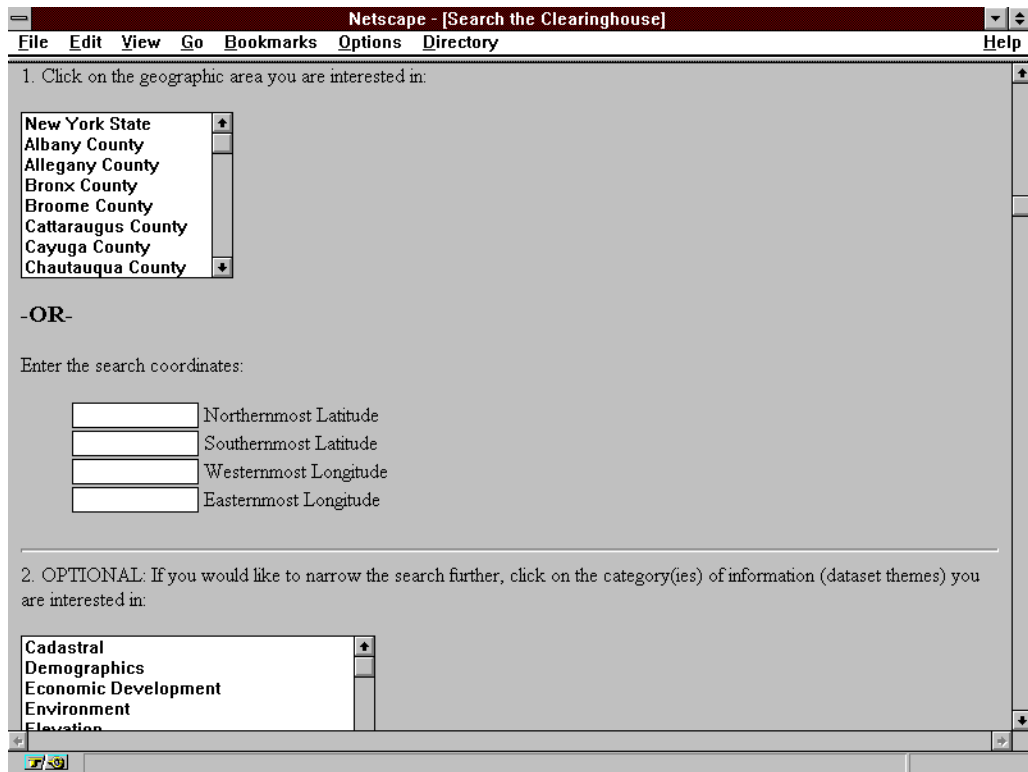 Netscape - [Search the Clearinghouse]
File Edit View Go Bookmarks Options Directory Help
1. Click on the geographic area you are interested in:
New York State
Albany County
Allegany County
Bronx County
Broome County
Cattaraugus County
Cayuga County
Chautauqua County
-OR-
Enter the search coordinates:
Northernmost Latitude
Southernmost Latitude
Westernmost Longitude
Easternmost Longitude
2. OPTIONAL: If you would like to narrow the search further, click on the category(ies) of information (dataset themes) you
are interested in:
Cadastral
Demographics
Economic Development
Environment
Elevation